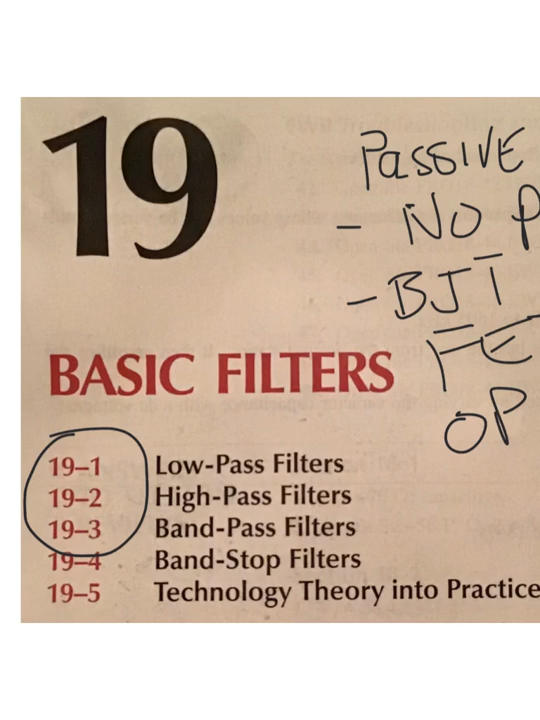 19
PASSIVE
- NO P
- BJT
FET
OP
BASIC FILTERS
19–1 Low-Pass Filters
19–2 High-Pass Filters
19–3 Band-Pass Filters
19–4 Band-Stop Filters
19–5 Technology Theory into Practice